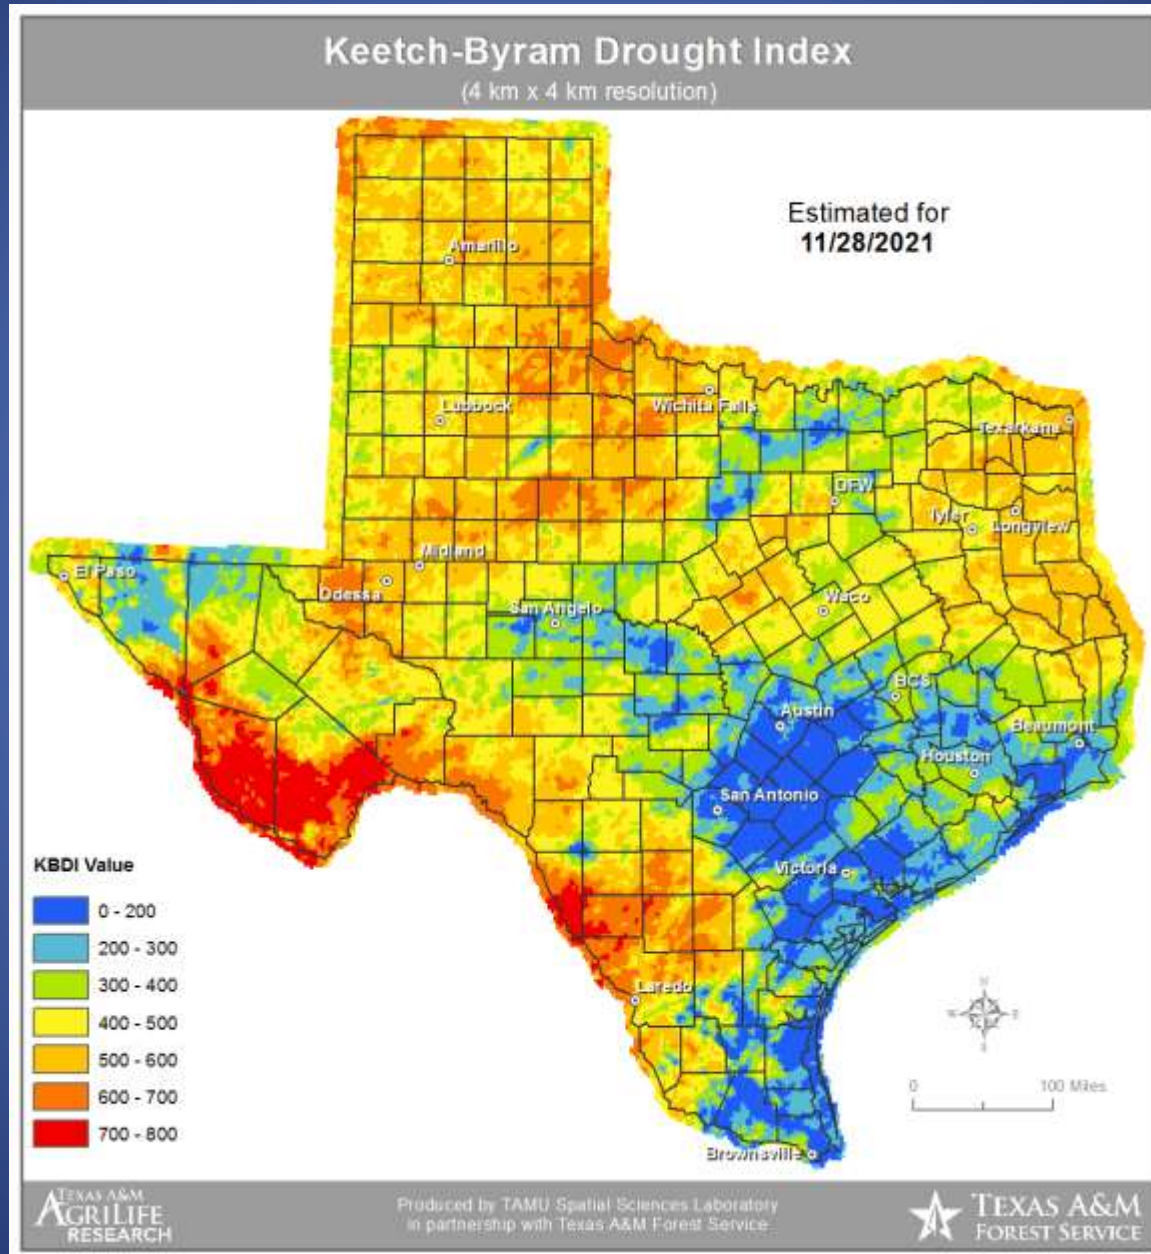 Keetch-Byram Drought Index
(4 km x 4 km resolution)
Estimated for
11/28/2021
Amarillo
Lubbock
Wichita Falls
Texarkana
DFW
Tyler
Longview
Midland
El Paso
Odessa
San Angelo
Waco
BCS
Austin
Beaumont
Houston
San Antonio
Victoria
Laredo
Brownsville
KBDI Value
0 - 200
200 - 300
300 - 400
400 - 500
500 - 600
600 - 700
700 - 800
N
W E
S
0 100 Miles
TEXAS A&M
AGRILIFE
RESEARCH
Produced by TAMU Spatial Sciences Laboratory
in partnership with Texas A&M Forest Service
TEXAS A&M
FOREST SERVICE